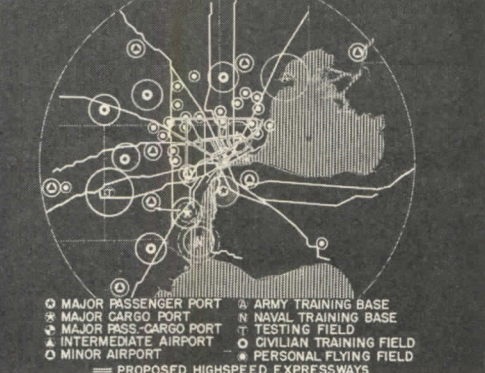 MAJOR PASSENGER PORT
MAJOR CARGO PORT
MAJOR PASS.-CARGO PORT
INTERMEDIATE AIRPORT
MINOR AIRPORT
A ARMY TRAINING BASE
N NAVAL TRAINING BASE
T TESTING FIELD
CIVILIAN TRAINING FIELD
PERSONAL FLYING FIELD
PROPOSED HIGHSPEED EXPRESSWAYS